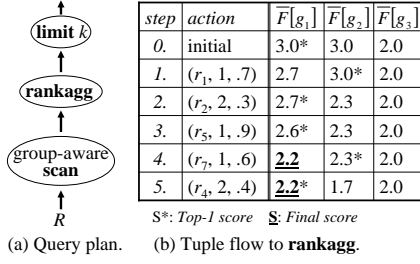 limit k
rankagg
group-aware
scan
R
(a) Query plan.
step action F̅[g₁] F̅[g₂] F̅[g₃]
0. initial 3.0* 3.0 2.0
1. (r₁, 1, .7) 2.7 3.0* 2.0
2. (r₂, 2, .3) 2.7* 2.3 2.0
3. (r₅, 1, .9) 2.6* 2.3 2.0
4. (r₇, 1, .6) 2.2 2.3* 2.0
5. (r₄, 2, .4) 2.2* 1.7 2.0
S*: Top-1 score S: Final score
(b) Tuple flow to rankagg.